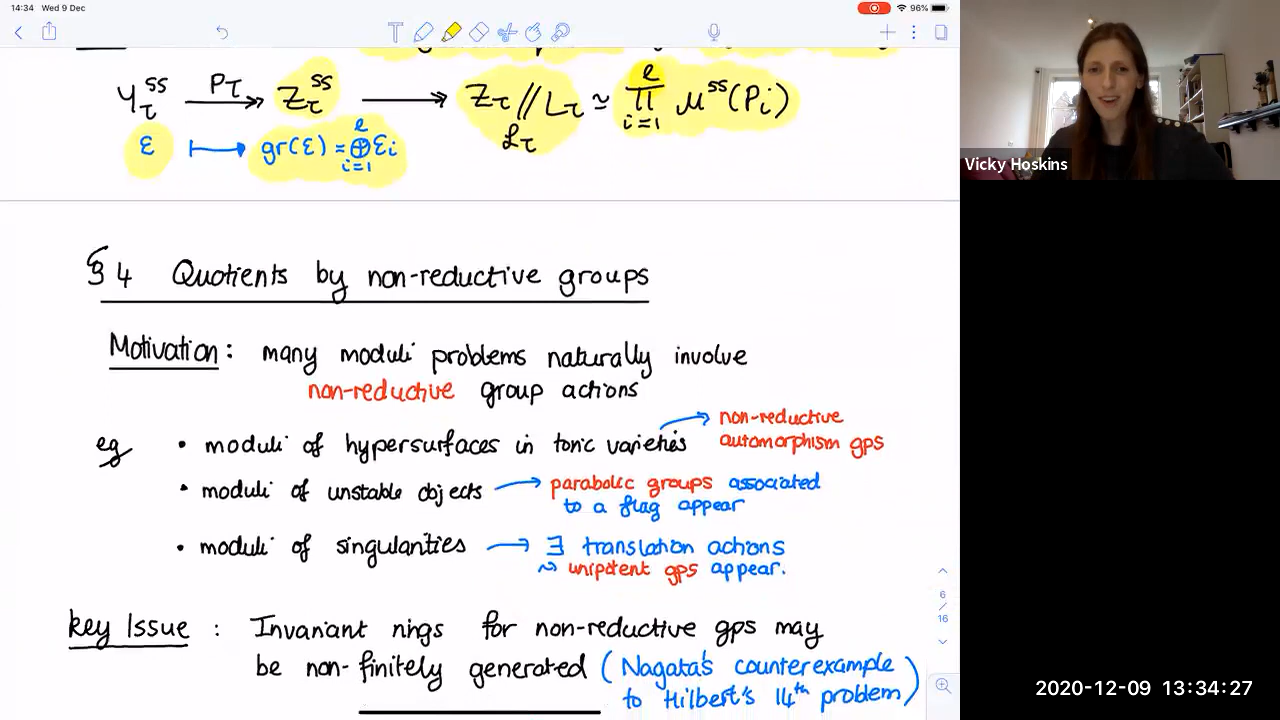 14:34 Wed 9 Dec
96%
Y_τ^{ss} →^{P_τ} Z_τ^{ss} → Z_τ //_{𝓛_τ} L_τ ≃ ∏_{i=1}^{e} 𝓜^{ss}(P_i)
ε ↦ gr(ε) = ⊕_{i=1}^{e} ε_i
Vicky Hoskins
§4 Quotients by non-reductive groups
Motivation: many moduli problems naturally involve
non-reductive group actions
eg • moduli of hypersurfaces in toric varieties → non-reductive
automorphism gps
• moduli of unstable objects → parabolic groups associated
to a flag appear
• moduli of singularities → ∃ translation actions
⇝ unipotent gps appear.
6
/
16
key Issue : Invariant rings for non-reductive gps may
be non-finitely generated (Nagata's counterexample
to Hilbert's 14th problem)
2020-12-09 13:34:27